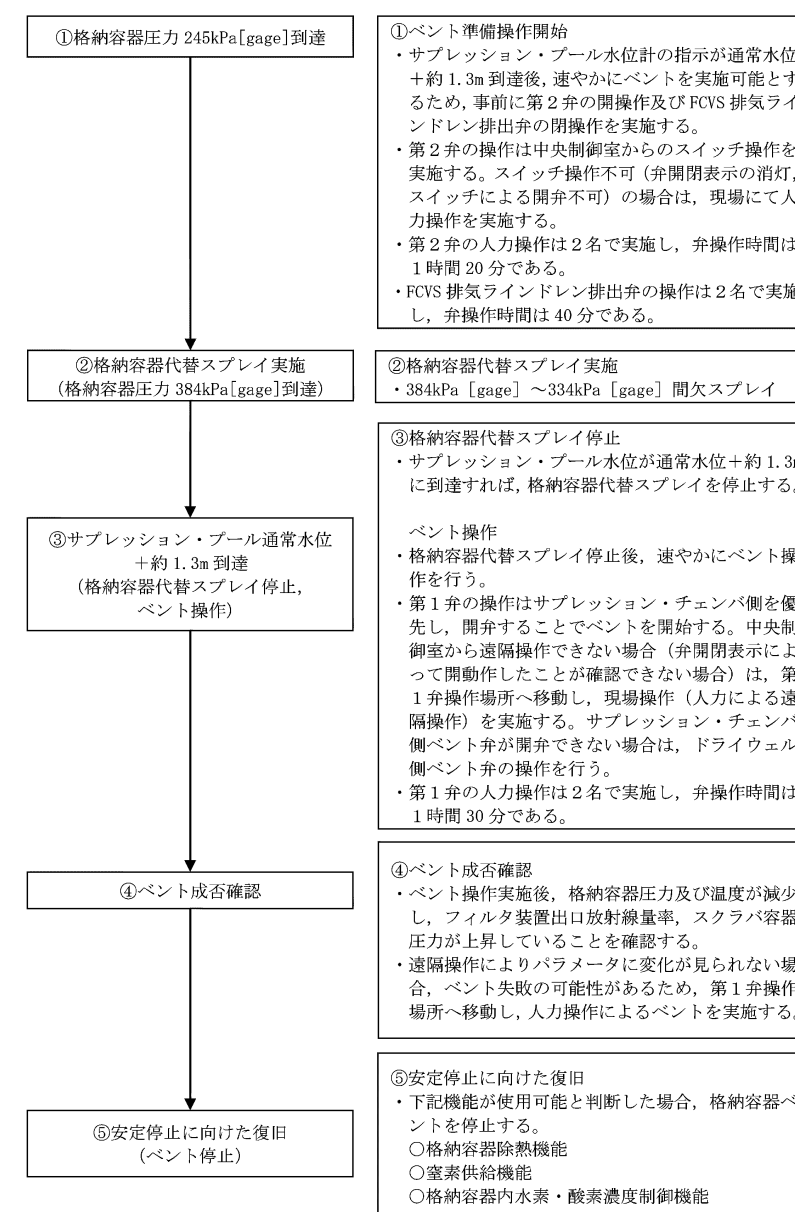 ①格納容器圧力 245kPa[gage]到達
①ベント準備操作開始
・サプレッション・プール水位計の指示が通常水位
＋約 1.3m 到達後，速やかにベントを実施可能とす
るため，事前に第２弁の開操作及び FCVS 排気ライ
ンドレン排出弁の閉操作を実施する。
・第２弁の操作は中央制御室からのスイッチ操作を
実施する。スイッチ操作不可（弁開閉表示の消灯，
スイッチによる開弁不可）の場合は，現場にて人
力操作を実施する。
・第２弁の人力操作は２名で実施し，弁操作時間は
１時間 20 分である。
・FCVS 排気ラインドレン排出弁の操作は２名で実施
し，弁操作時間は 40 分である。
②格納容器代替スプレイ実施
(格納容器圧力 384kPa[gage]到達)
②格納容器代替スプレイ実施
・384kPa［gage］～334kPa［gage］間欠スプレイ
③サプレッション・プール通常水位
＋約 1.3m 到達
(格納容器代替スプレイ停止，
ベント操作)
③格納容器代替スプレイ停止
・サプレッション・プール水位が通常水位＋約 1.3m
に到達すれば，格納容器代替スプレイを停止する。
ベント操作
・格納容器代替スプレイ停止後，速やかにベント操
作を行う。
・第１弁の操作はサプレッション・チェンバ側を優
先し，開弁することでベントを開始する。中央制
御室から遠隔操作できない場合（弁開閉表示によ
って開動作したことが確認できない場合）は，第
１弁操作場所へ移動し，現場操作（人力による遠
隔操作）を実施する。サプレッション・チェンバ
側ベント弁が開弁できない場合は，ドライウェル
側ベント弁の操作を行う。
・第１弁の人力操作は２名で実施し，弁操作時間は
１時間 30 分である。
④ベント成否確認
④ベント成否確認
・ベント操作実施後，格納容器圧力及び温度が減少
し，フィルタ装置出口放射線量率，スクラバ容器
圧力が上昇していることを確認する。
・遠隔操作によりパラメータに変化が見られない場
合，ベント失敗の可能性があるため，第１弁操作
場所へ移動し，人力操作によるベントを実施する。
⑤安定停止に向けた復旧
(ベント停止)
⑤安定停止に向けた復旧
・下記機能が使用可能と判断した場合，格納容器ベ
ントを停止する。
○格納容器除熱機能
○窒素供給機能
○格納容器内水素・酸素濃度制御機能